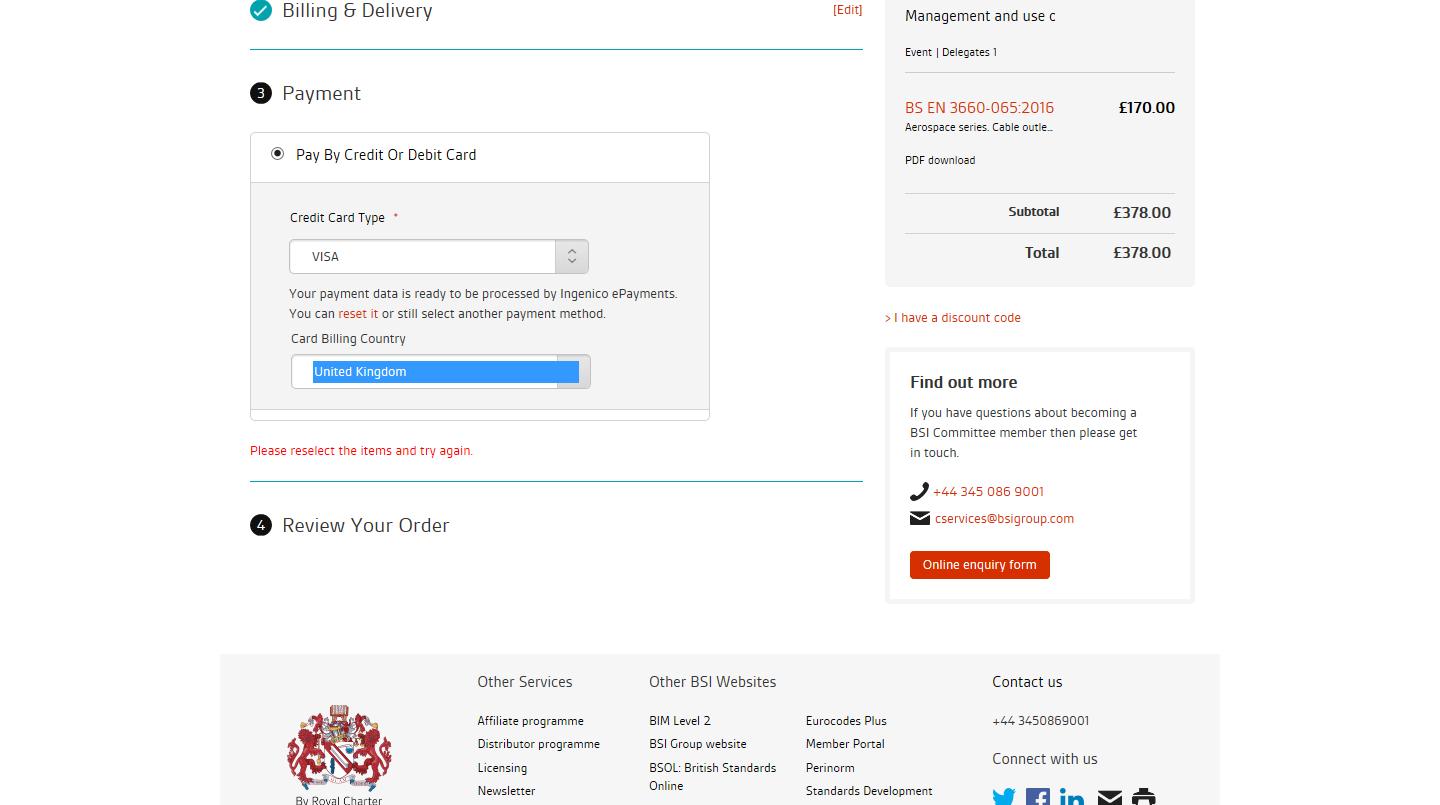 Billing & Delivery
[Edit]
3 Payment
Pay By Credit Or Debit Card
Credit Card Type *
VISA
Your payment data is ready to be processed by Ingenico ePayments.
You can reset it or still select another payment method.
Card Billing Country
United Kingdom
Please reselect the items and try again.
4 Review Your Order
Management and use c
Event | Delegates 1
BS EN 3660-065:2016 £170.00
Aerospace series. Cable outle...
PDF download
Subtotal £378.00
Total £378.00
> I have a discount code
Find out more
If you have questions about becoming a
BSI Committee member then please get
in touch.
+44 345 086 9001
cservices@bsigroup.com
Online enquiry form
By Royal Charter
Other Services
Affiliate programme
Distributor programme
Licensing
Newsletter
Other BSI Websites
BIM Level 2
BSI Group website
BSOL: British Standards
Online
Eurocodes Plus
Member Portal
Perinorm
Standards Development
Contact us
+44 3450869001
Connect with us